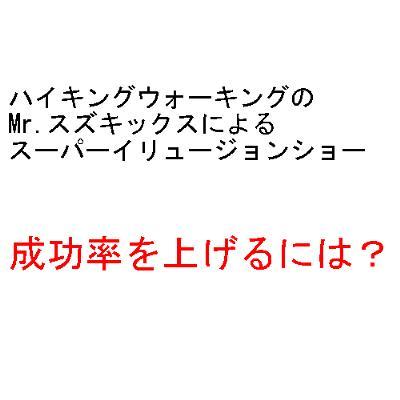 ハイキングウォーキングの
Mr.スズキックスによる
スーパーイリュージョンショー
成功率を上げるには？